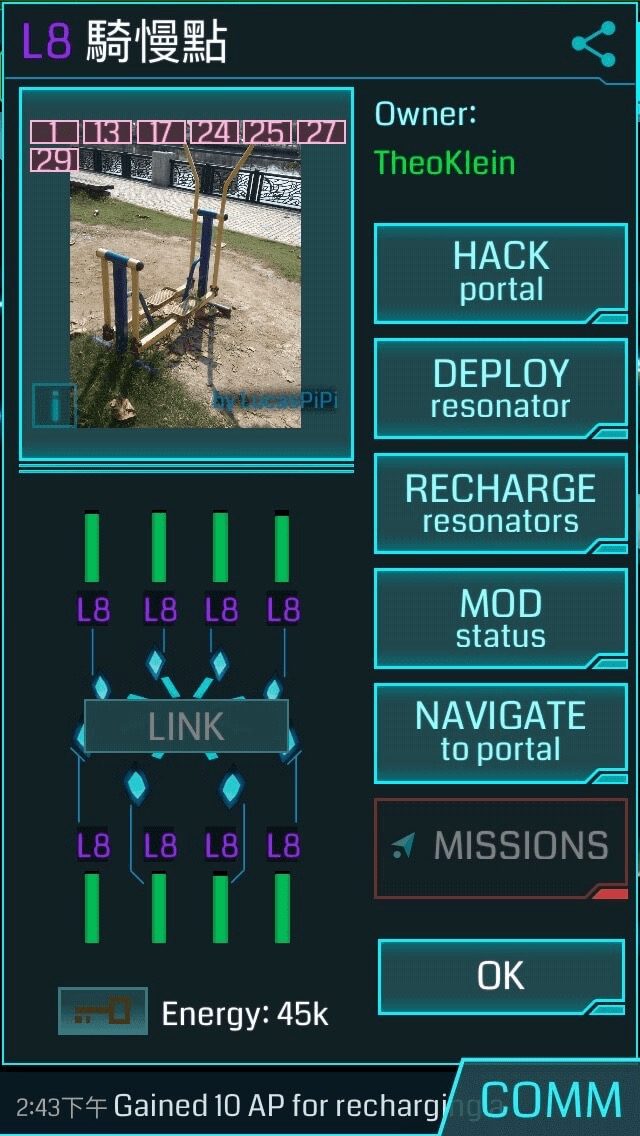 L8 騎慢點
1 13 17 24 25 27
29
by LucasPiPi
i
Owner:
TheoKlein
HACK
portal
DEPLOY
resonator
RECHARGE
resonators
MOD
status
NAVIGATE
to portal
MISSIONS
OK
L8 L8 L8 L8
LINK
L8 L8 L8 L8
Energy: 45k
2:43下午 Gained 10 AP for recharging a
COMM